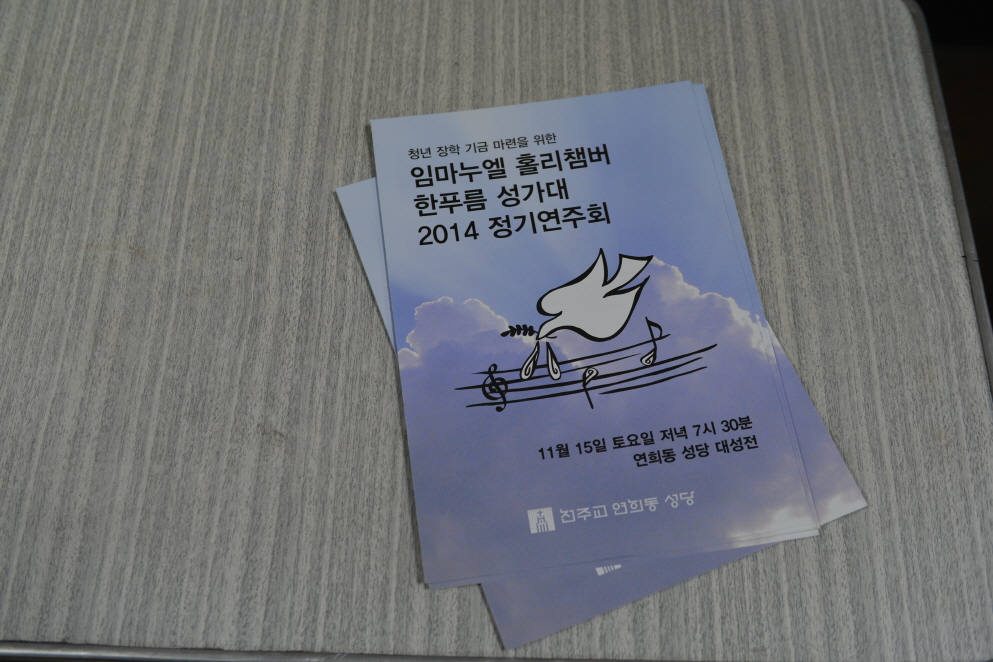 청년 장학 기금 마련을 위한
임마누엘 홀리챔버
한푸름 성가대
2014 정기연주회
11월 15일 토요일 저녁 7시 30분
연희동 성당 대성전
천주교 연희동 성당